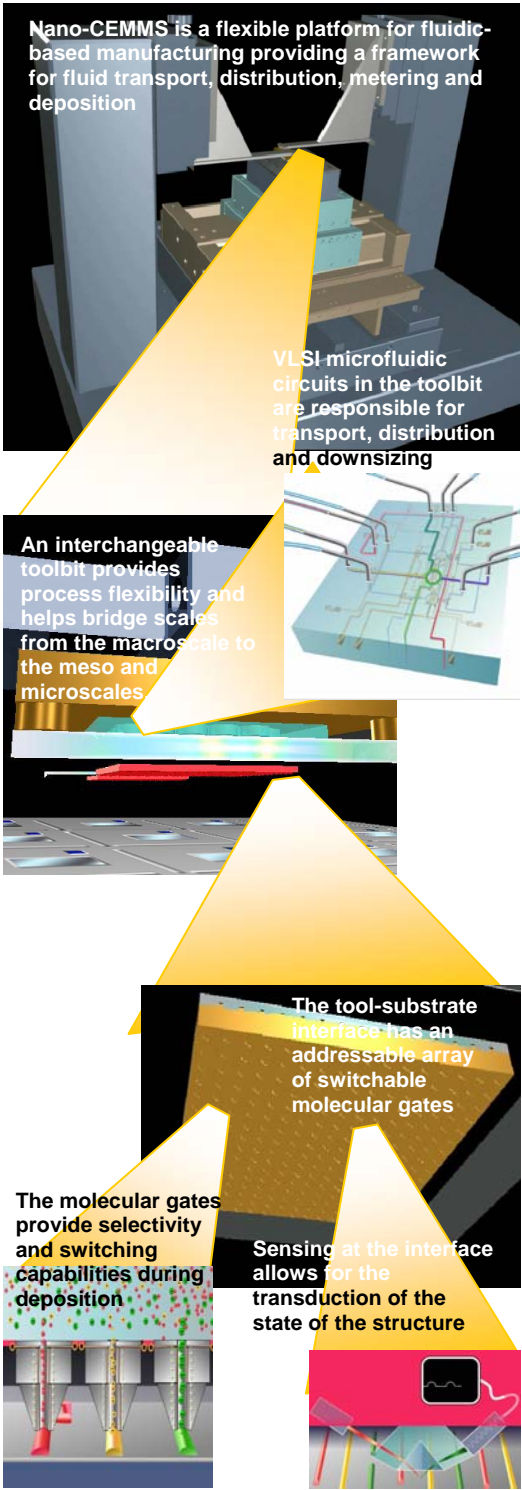 Nano-CEMMS is a flexible platform for fluidic-
based manufacturing providing a framework
for fluid transport, distribution, metering and
deposition
VLSI microfluidic
circuits in the toolbit
are responsible for
transport, distribution
and downsizing
An interchangeable
toolbit provides
process flexibility and
helps bridge scales
from the macroscale to
the meso and
microscales
The tool-substrate
interface has an
addressable array
of switchable
molecular gates
The molecular gates
provide selectivity
and switching
capabilities during
deposition
Sensing at the interface
allows for the
transduction of the
state of the structure